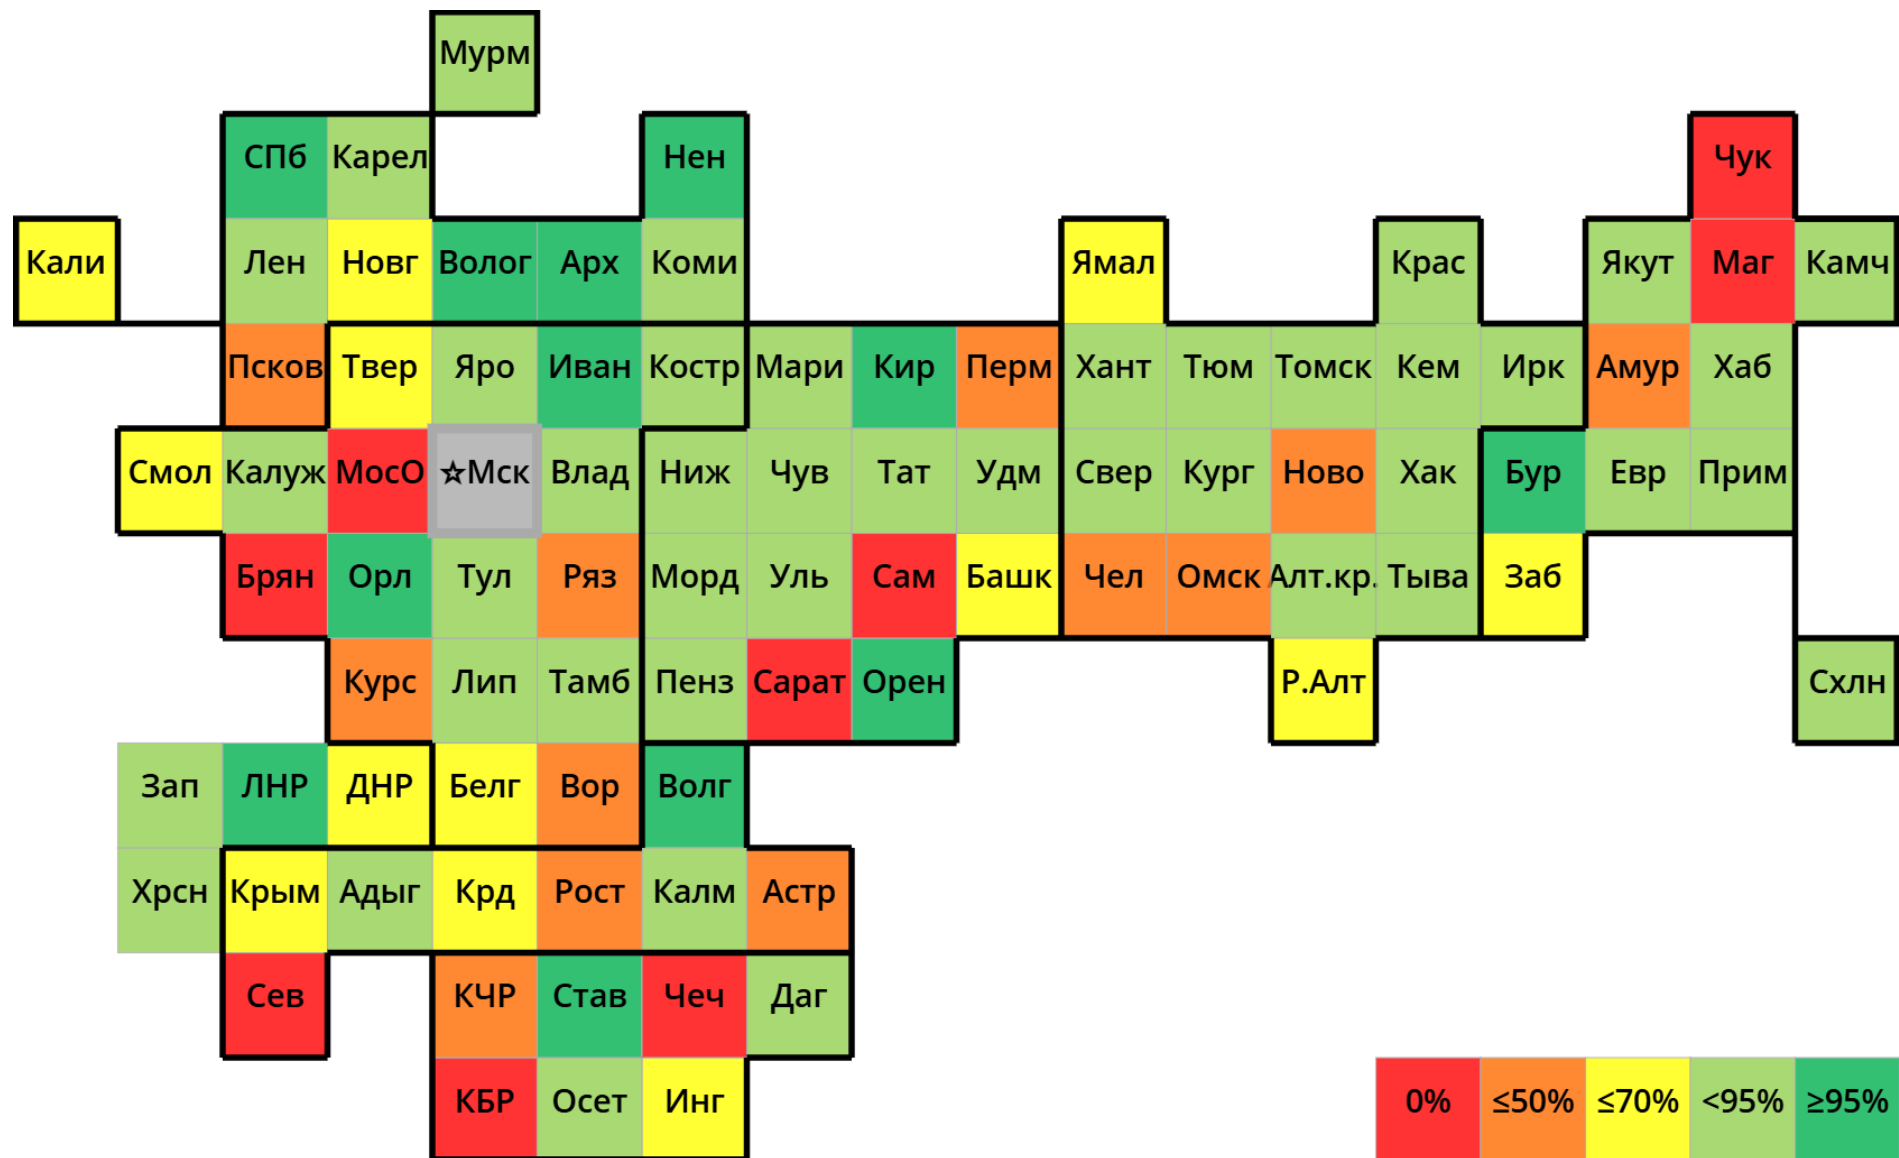 Мурм
СПб Карел Нен Чук
Кали Лен Новг Волог Арх Коми Ямал Крас Якут Маг Камч
Псков Твер Яро Иван Костр Мари Кир Перм Хант Тюм Томск Кем Ирк Амур Хаб
Смол Калуж МосО ☆Мск Влад Ниж Чув Тат Удм Свер Кург Ново Хак Бур Евр Прим
Брян Орл Тул Ряз Морд Уль Сам Башк Чел Омск Алт.кр. Тыва Заб
Курс Лип Тамб Пенз Сарат Орен Р.Алт Схлн
Зап ЛНР ДНР Белг Вор Волг
Хрсн Крым Адыг Крд Рост Калм Астр
Сев КЧР Став Чеч Даг
КБР Осет Инг 0% ≤50% ≤70% <95% ≥95%